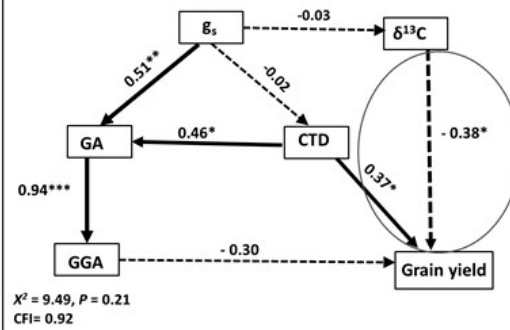 -0.03
gs
δ¹³C
0.51**
-0.02
GA
0.46*
CTD
- 0.38*
0.94***
0.37*
GGA
- 0.30
Grain yield
X² = 9.49, P = 0.21
CFI= 0.92